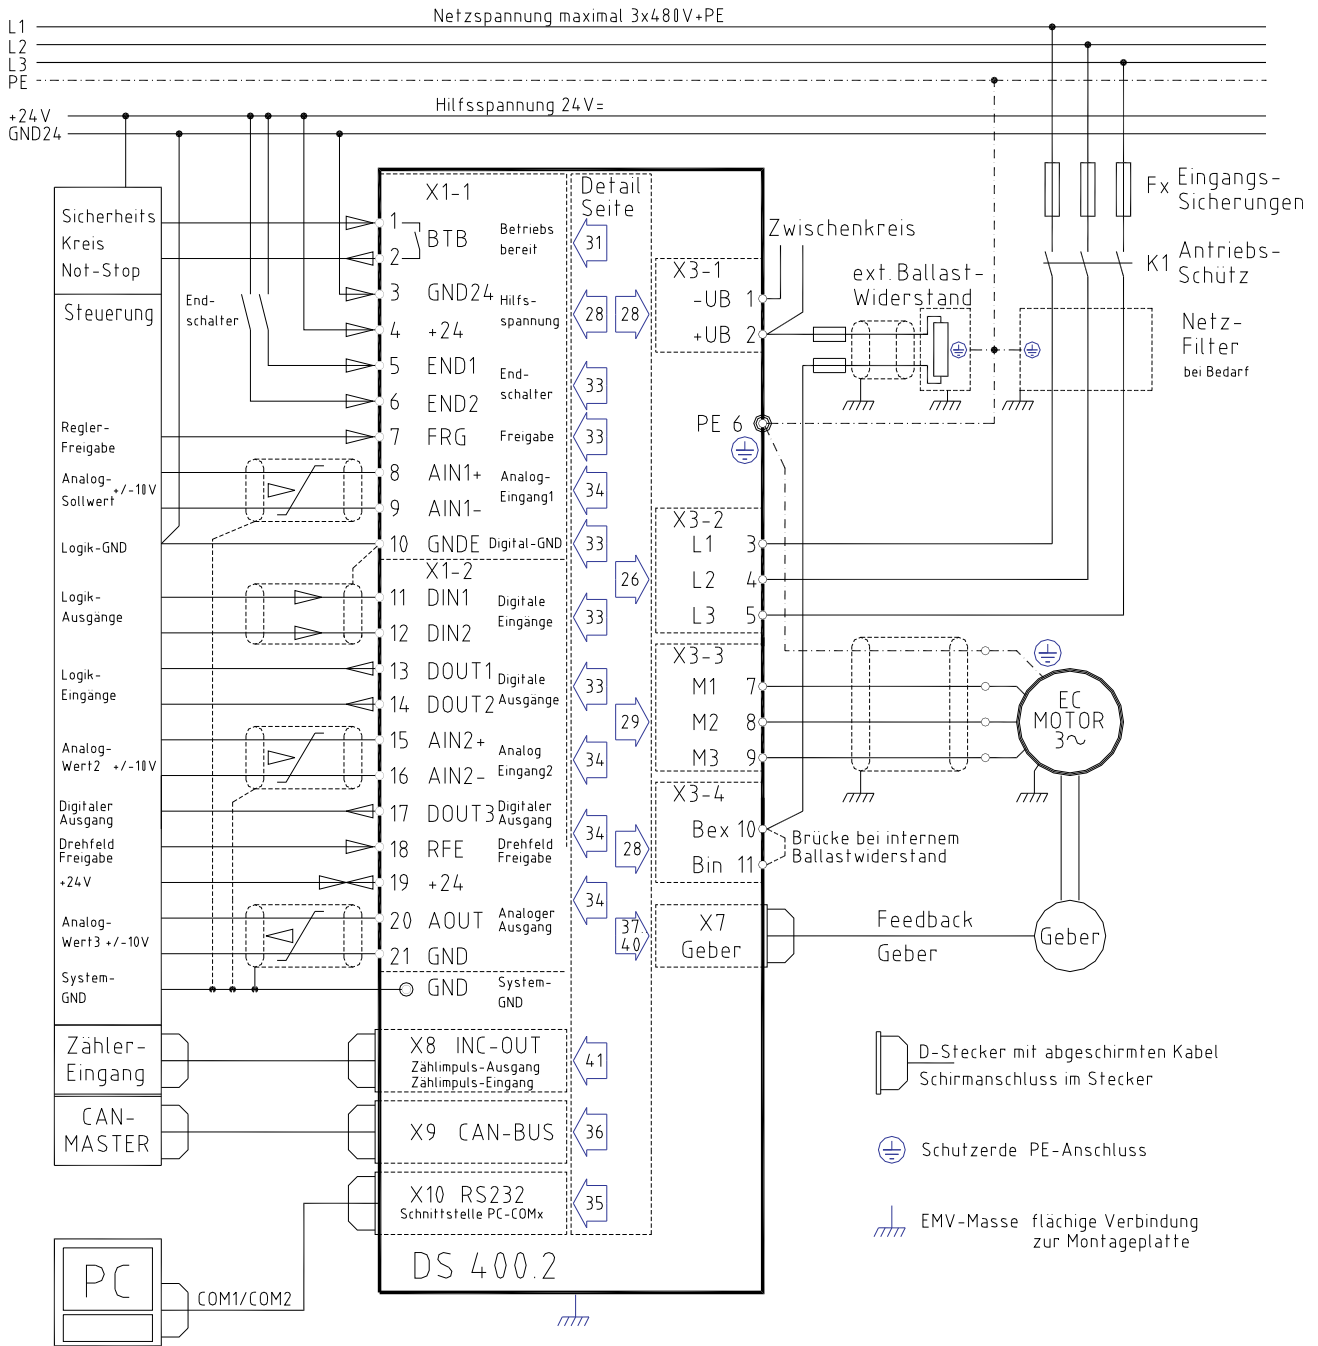 Netzspannung maximal 3x480V+PE
L1
L2
L3
PE
Hilfsspannung 24V=
+24V
GND24
Sicherheits
Kreis
Not-Stop
Steuerung
End-
schalter
Regler-
Freigabe
Analog-
Sollwert +/-10V
Logik-GND
Logik-
Ausgänge
Logik-
Eingänge
Analog-
Wert2 +/-10V
Digitaler
Ausgang
Drehfeld
Freigabe
+24V
Analog-
Wert3 +/-10V
System-
GND
Zähler-
Eingang
CAN-
MASTER
PC
COM1/COM2
X1-1
Detail
Seite
1
BTB
2
Betriebs
bereit
31
3 GND24
4 +24
Hilfs-
spannung
28
28
5 END1
6 END2
End-
schalter
33
7 FRG Freigabe
33
8 AIN1+
9 AIN1-
Analog-
Eingang1
34
10 GNDE Digital-GND
33
X1-2
26
11 DIN1
12 DIN2
Digitale
Eingänge
33
13 DOUT1
14 DOUT2
Digitale
Ausgänge
33
29
15 AIN2+
16 AIN2-
Analog
Eingang2
34
17 DOUT3
Digitaler
Ausgang
34
28
18 RFE
Drehfeld
Freigabe
19 +24
34
20 AOUT
Analoger
Ausgang
37
40
21 GND
GND
System-
GND
X8 INC-OUT
Zählimpuls-Ausgang
Zählimpuls-Eingang
41
X9 CAN-BUS
36
X10 RS232
Schnittstelle PC-COMx
35
DS 400.2
X3-1
-UB 1
+UB 2
PE 6
X3-2
L1 3
L2 4
L3 5
X3-3
M1 7
M2 8
M3 9
X3-4
Bex 10
Bin 11
X7
Geber
Zwischenkreis
ext. Ballast-
Widerstand
Fx Eingangs-
Sicherungen
K1 Antriebs-
Schütz
Netz-
Filter
bei Bedarf
EC
MOTOR
3~
Brücke bei internem
Ballastwiderstand
Feedback
Geber
Geber
D-Stecker mit abgeschirmten Kabel
Schirmanschluss im Stecker
Schutzerde PE-Anschluss
EMV-Masse flächige Verbindung
zur Montageplatte